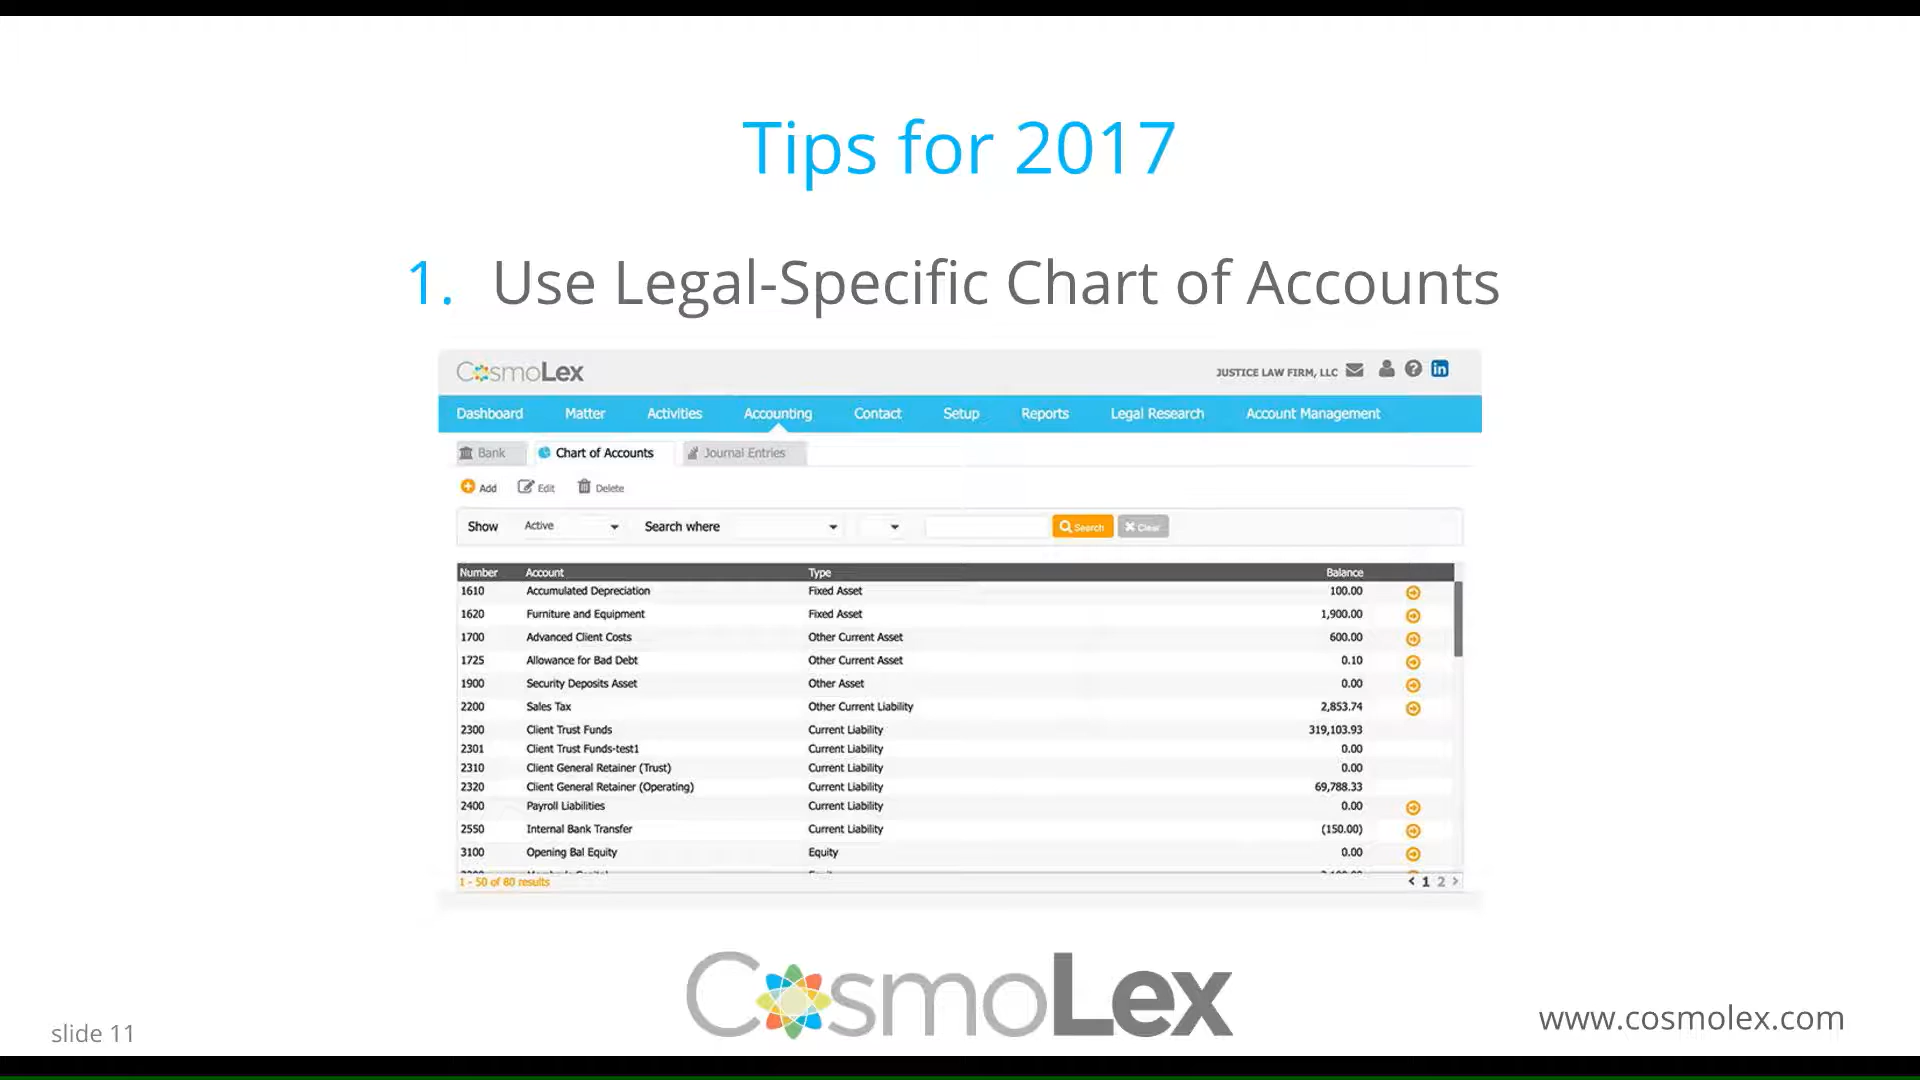 Tips for 2017
1. Use Legal-Specific Chart of Accounts
CosmoLex
JUSTICE LAW FIRM, LLC
Dashboard Matter Activities Accounting Contact Setup Reports Legal Research Account Management
Bank Chart of Accounts Journal Entries
Add Edit Delete
Show Active Search where Search Clear
Number Account Type Balance
1610 Accumulated Depreciation Fixed Asset 100.00
1620 Furniture and Equipment Fixed Asset 1,900.00
1700 Advanced Client Costs Other Current Asset 600.00
1725 Allowance for Bad Debt Other Current Asset 0.10
1900 Security Deposits Asset Other Asset 0.00
2200 Sales Tax Other Current Liability 2,853.74
2300 Client Trust Funds Current Liability 319,103.93
2301 Client Trust Funds-test1 Current Liability 0.00
2310 Client General Retainer (Trust) Current Liability 0.00
2320 Client General Retainer (Operating) Current Liability 69,788.33
2400 Payroll Liabilities Current Liability 0.00
2550 Internal Bank Transfer Current Liability (150.00)
3100 Opening Bal Equity Equity 0.00
1 - 50 of 80 results < 1 2 >
CosmoLex
www.cosmolex.com
slide 11